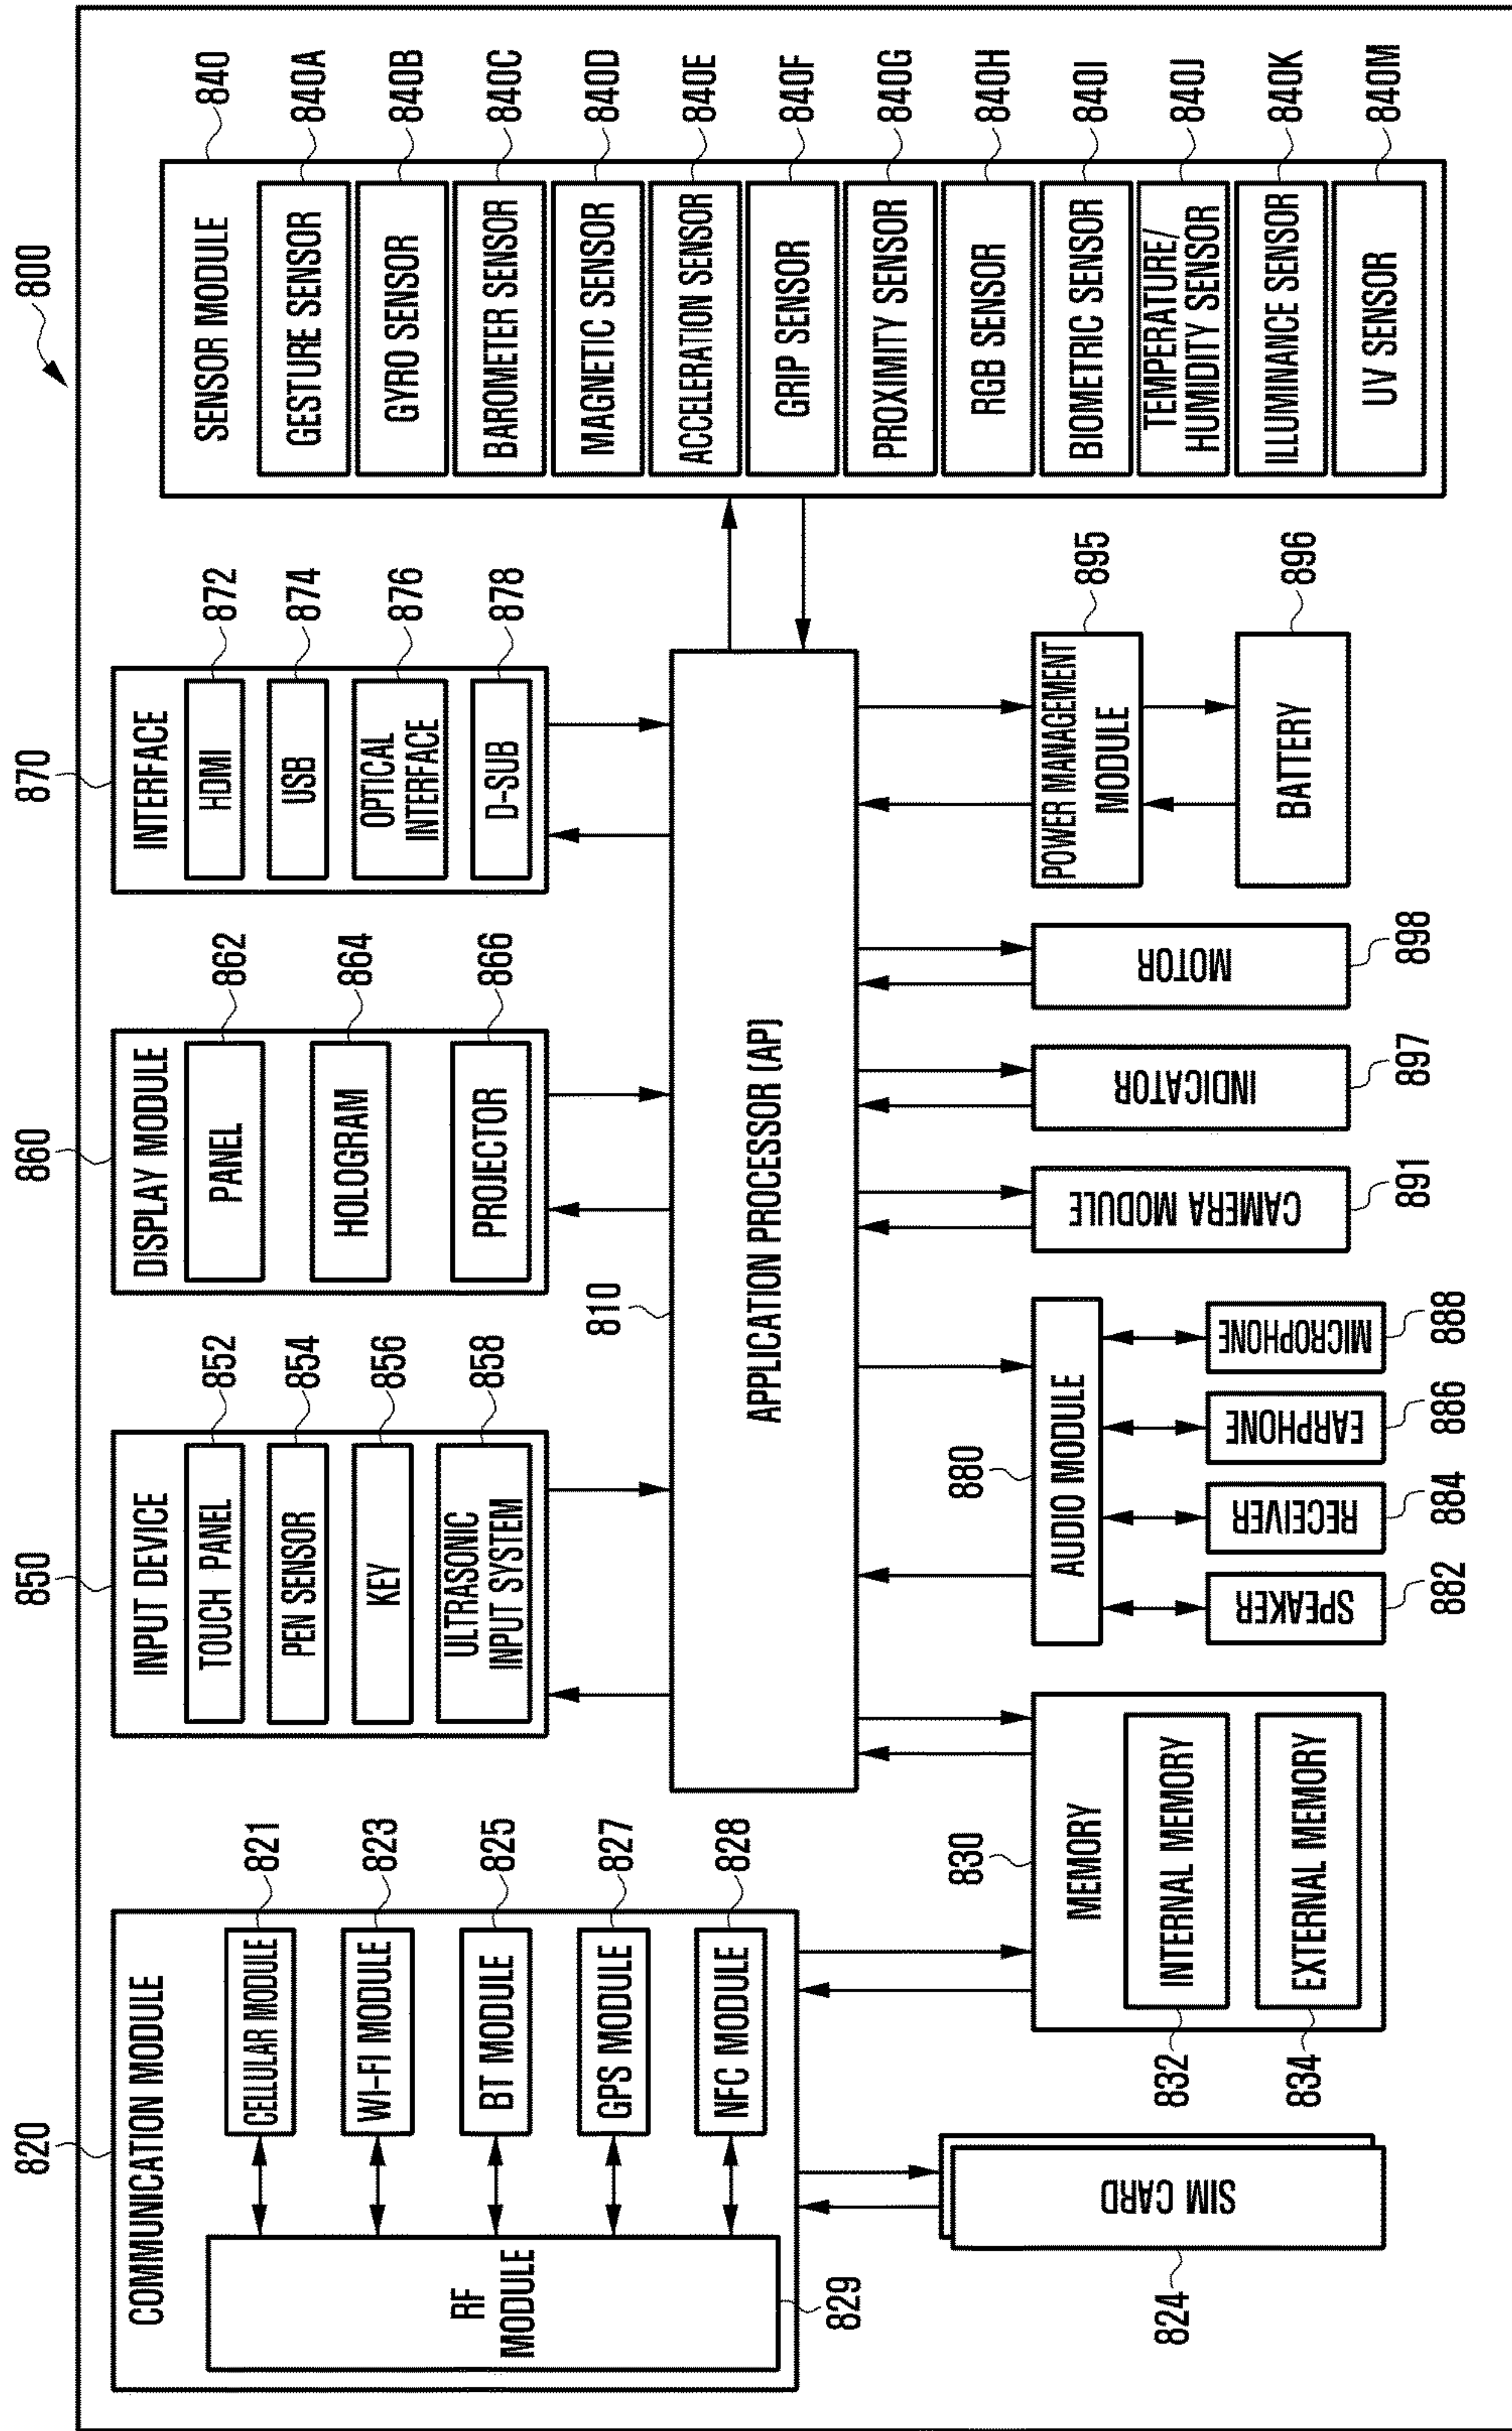 800
820
COMMUNICATION MODULE
RF
MODULE
829
CELLULAR MODULE
821
WI-FI MODULE
823
BT MODULE
825
GPS MODULE
827
NFC MODULE
828
850
INPUT DEVICE
TOUCH PANEL
852
PEN SENSOR
854
KEY
856
ULTRASONIC
INPUT SYSTEM
858
860
DISPLAY MODULE
PANEL
862
HOLOGRAM
864
PROJECTOR
866
870
INTERFACE
HDMI
872
USB
874
OPTICAL
INTERFACE
876
D-SUB
878
840
SENSOR MODULE
GESTURE SENSOR
840A
GYRO SENSOR
840B
BAROMETER SENSOR
840C
MAGNETIC SENSOR
840D
ACCELERATION SENSOR
840E
GRIP SENSOR
840F
PROXIMITY SENSOR
840G
RGB SENSOR
840H
BIOMETRIC SENSOR
840I
TEMPERATURE/
HUMIDITY SENSOR
840J
ILLUMINANCE SENSOR
840K
UV SENSOR
840M
810
APPLICATION PROCESSOR (AP)
SIM CARD
824
830
MEMORY
INTERNAL MEMORY
832
EXTERNAL MEMORY
834
880
AUDIO MODULE
SPEAKER
882
RECEIVER
884
EARPHONE
886
MICROPHONE
888
CAMERA MODULE
891
INDICATOR
897
MOTOR
898
POWER MANAGEMENT
MODULE
895
BATTERY
896